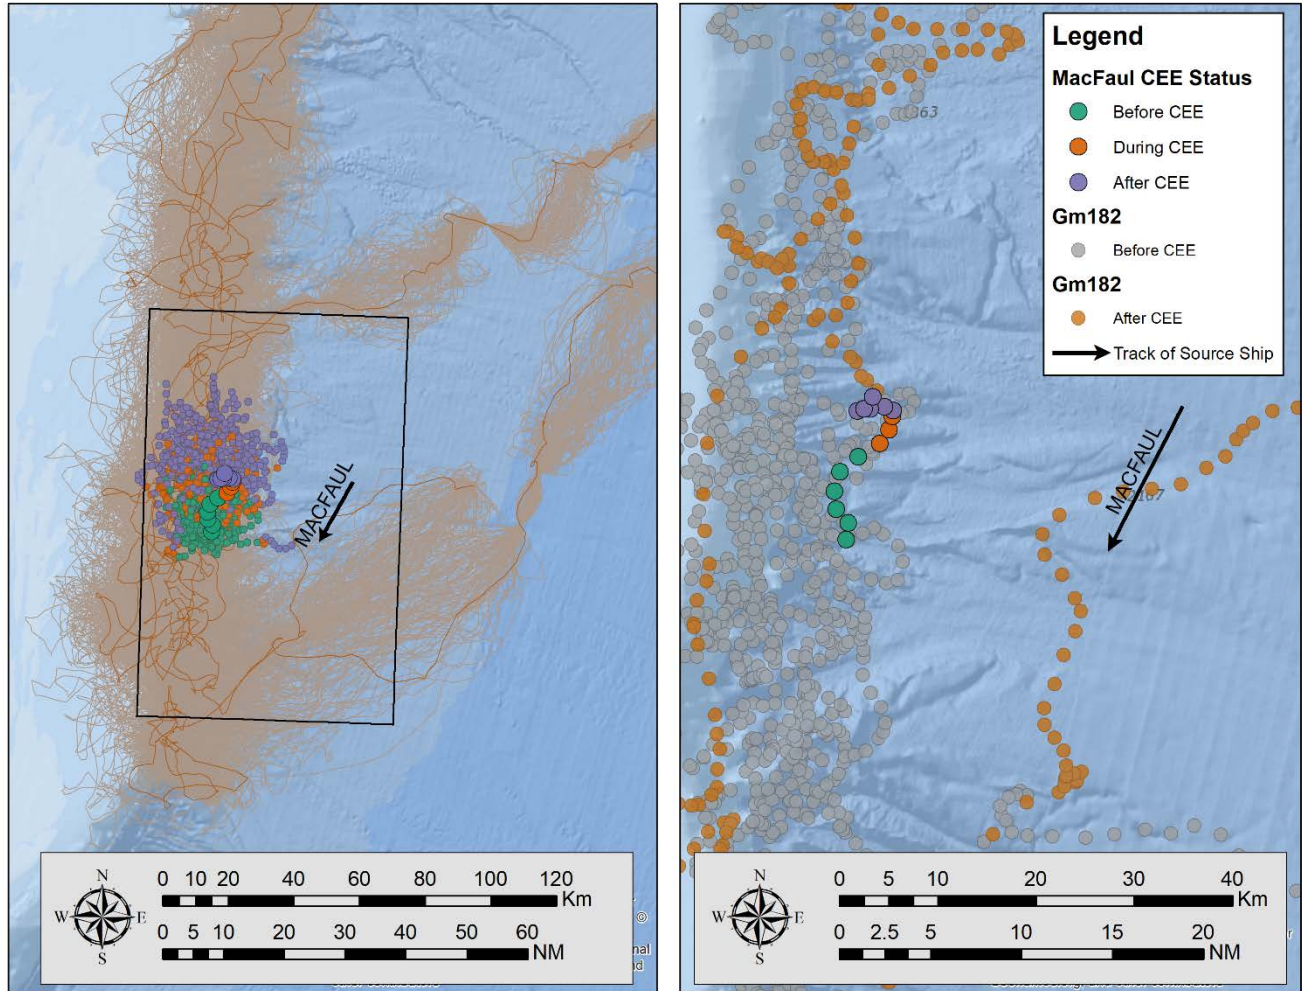 MACFAUL
N
W E
S
0 10 20 40 60 80 100 120
Km
0 5 10 20 30 40 50 60
NM
©
nal
Legend
MacFaul CEE Status
Before CEE
During CEE
After CEE
Gm182
Before CEE
Gm182
After CEE
Track of Source Ship
MACFAUL
N
W E
S
0 5 10 20 30 40
Km
0 2.5 5 10 15 20
NM